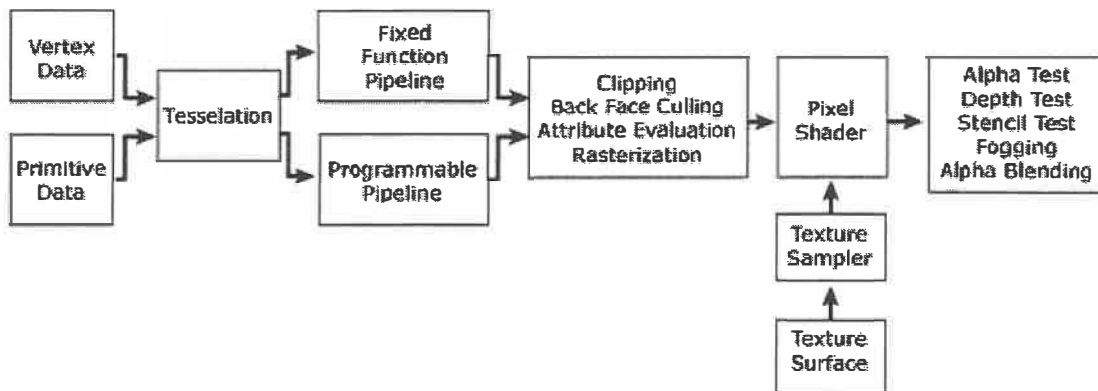 Vertex
Data
Primitive
Data
Tesselation
Fixed
Function
Pipeline
Programmable
Pipeline
Clipping
Back Face Culling
Attribute Evaluation
Rasterization
Pixel
Shader
Texture
Sampler
Texture
Surface
Alpha Test
Depth Test
Stencil Test
Fogging
Alpha Blending